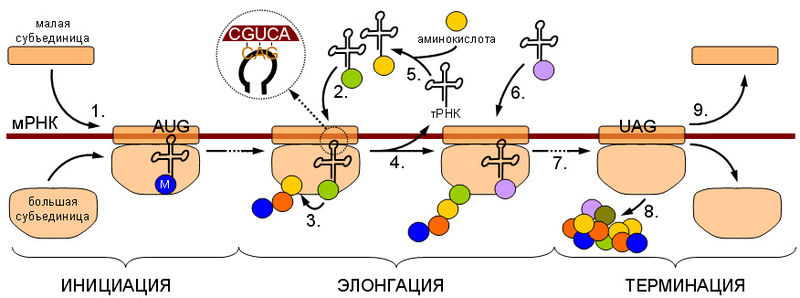 малая
субъединица
1.
мРНК
AUG
M
большая
субъединица
CGUCA
CAG
2.
3.
4.
5.
аминокислота
тРНК
6.
7.
UAG
8.
9.
ИНИЦИАЦИЯ
ЭЛОНГАЦИЯ
ТЕРМИНАЦИЯ